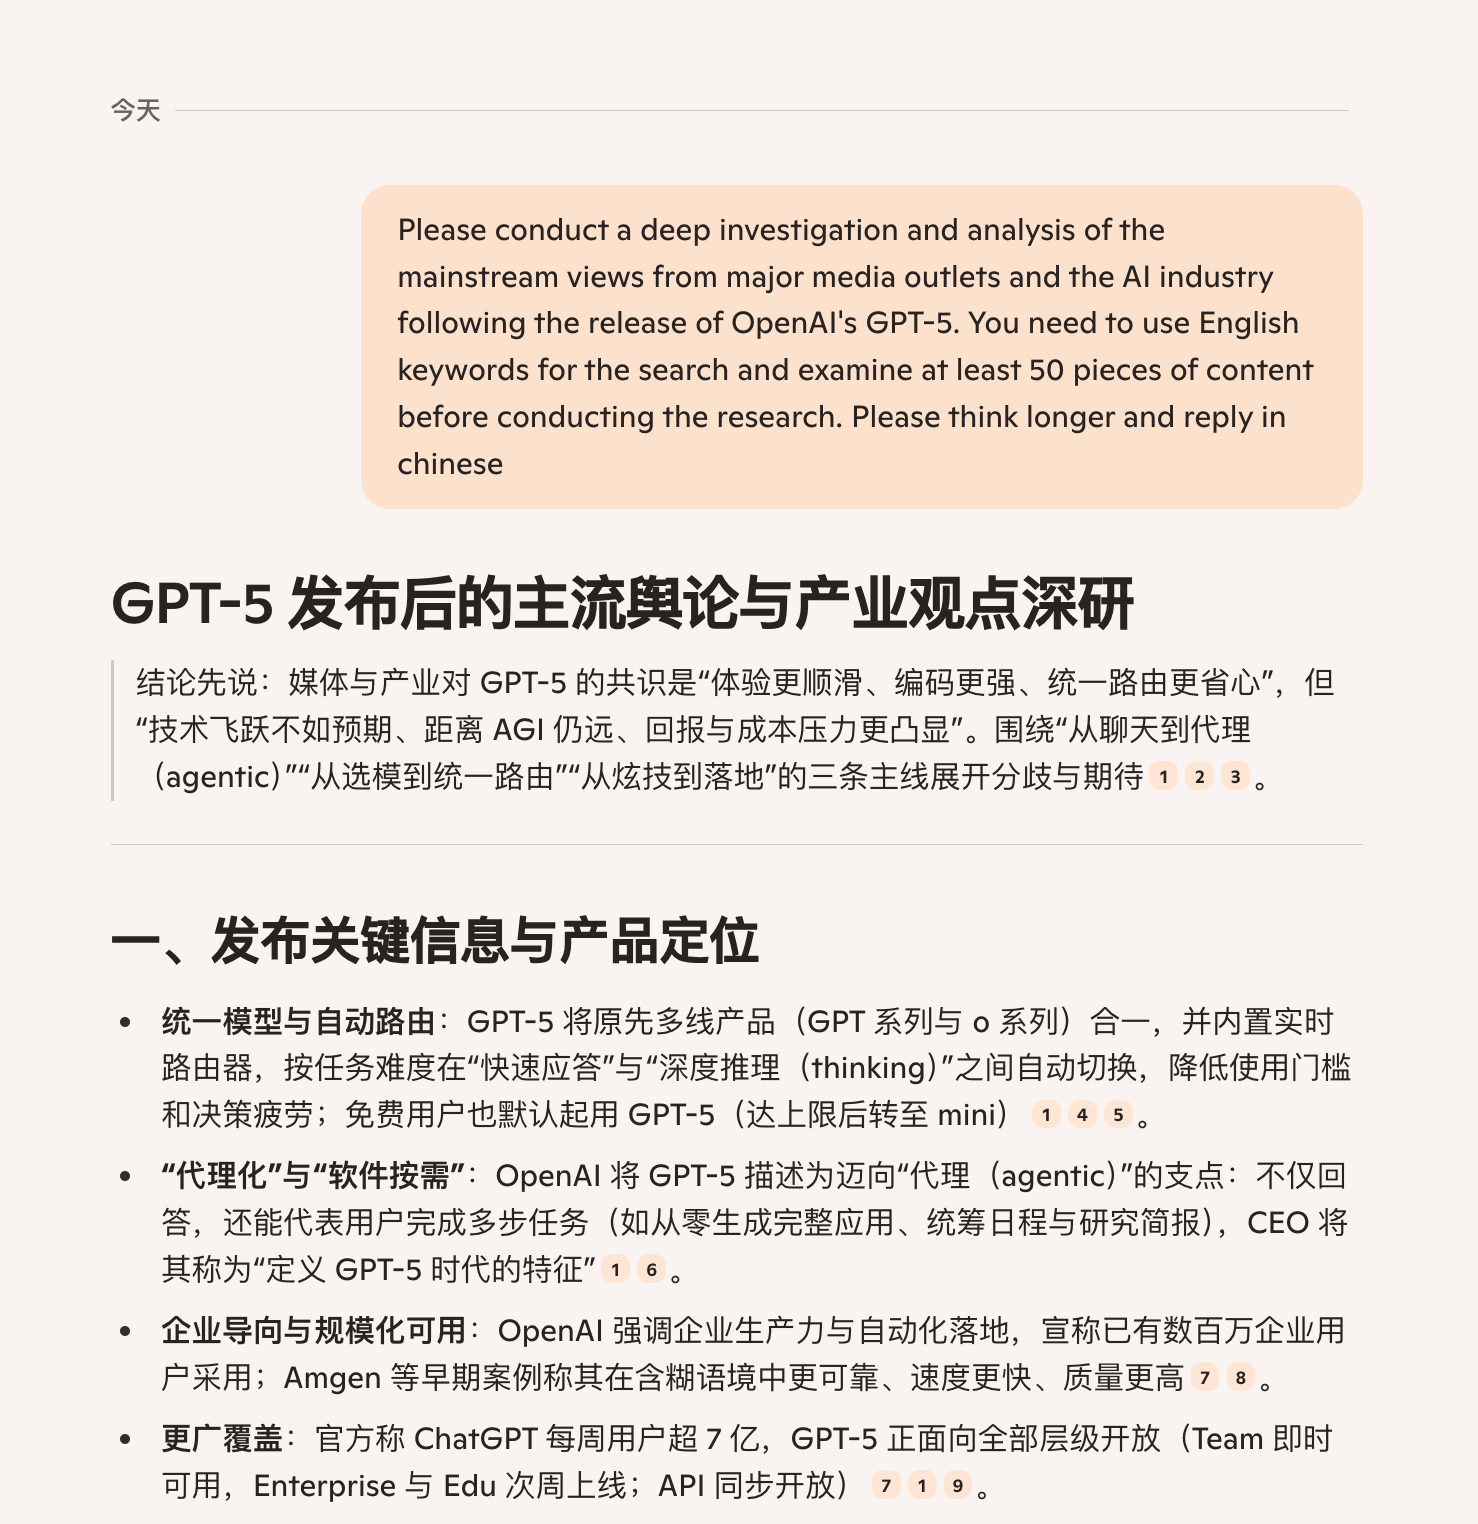 今天
Please conduct a deep investigation and analysis of the
mainstream views from major media outlets and the AI industry
following the release of OpenAI's GPT-5. You need to use English
keywords for the search and examine at least 50 pieces of content
before conducting the research. Please think longer and reply in
chinese
GPT-5 发布后的主流舆论与产业观点深研
结论先说：媒体与产业对 GPT-5 的共识是“体验更顺滑、编码更强、统一路由更省心”，但
“技术飞跃不如预期、距离 AGI 仍远、回报与成本压力更凸显”。围绕“从聊天到代理
（agentic）”“从选模到统一路由”“从炫技到落地”的三条主线展开分歧与期待 1 2 3 。
一、发布关键信息与产品定位
• 统一模型与自动路由：GPT-5 将原先多线产品（GPT 系列与 o 系列）合一，并内置实时
路由器，按任务难度在“快速应答”与“深度推理（thinking）”之间自动切换，降低使用门槛
和决策疲劳；免费用户也默认起用 GPT-5（达上限后转至 mini） 1 4 5 。
• “代理化”与“软件按需”：OpenAI 将 GPT-5 描述为迈向“代理（agentic）”的支点：不仅回
答，还能代表用户完成多步任务（如从零生成完整应用、统筹日程与研究简报），CEO 将
其称为“定义 GPT-5 时代的特征” 1 6 。
• 企业导向与规模化可用：OpenAI 强调企业生产力与自动化落地，宣称已有数百万企业用
户采用；Amgen 等早期案例称其在含糊语境中更可靠、速度更快、质量更高 7 8 。
• 更广覆盖：官方称 ChatGPT 每周用户超 7 亿，GPT-5 正面向全部层级开放（Team 即时
可用，Enterprise 与 Edu 次周上线；API 同步开放） 7 1 9 。